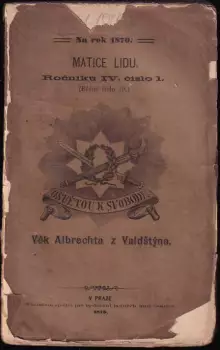 Na rok 1870.
MATICE LIDU.
Ročníku IV. číslo 1.
OSVĚTOU K SVOBODĚ
Věk Albrechta z Valdštýna.
V PRAZE
1870.